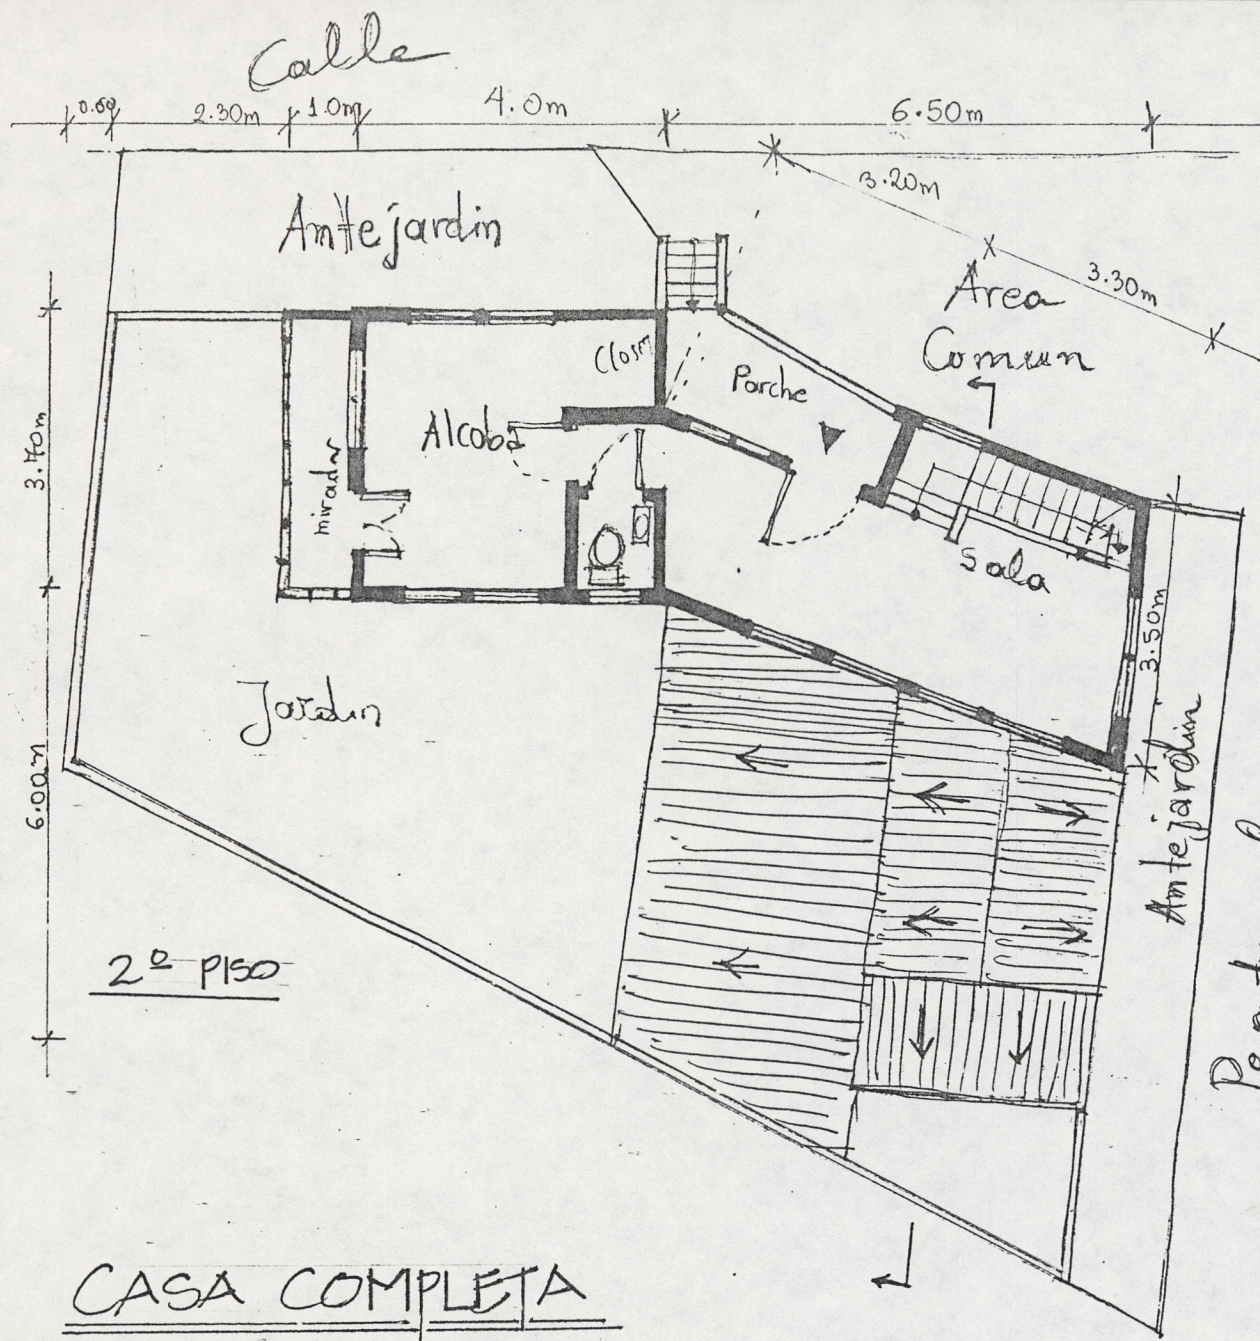 Calle
0.60
2.30m
1.0m
4.0m
6.50m
3.20m
3.30m
Antejardin
Area
Comun
Closet
Porche
Alcoba
mirador
3.40m
Sala
3.50m
Jardin
Antejardin
6.00m
2º PISO
CASA COMPLETA